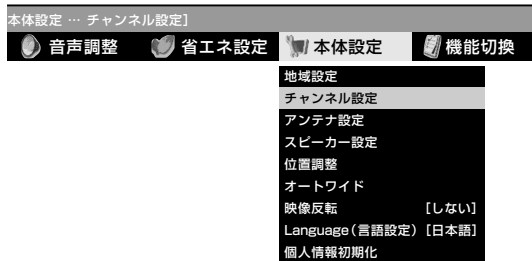 本体設定 … チャンネル設定]
音声調整 省エネ設定 本体設定 機能切換
地域設定
チャンネル設定
アンテナ設定
スピーカー設定
位置調整
オートワイド
映像反転 [しない]
Language(言語設定) [日本語]
個人情報初期化